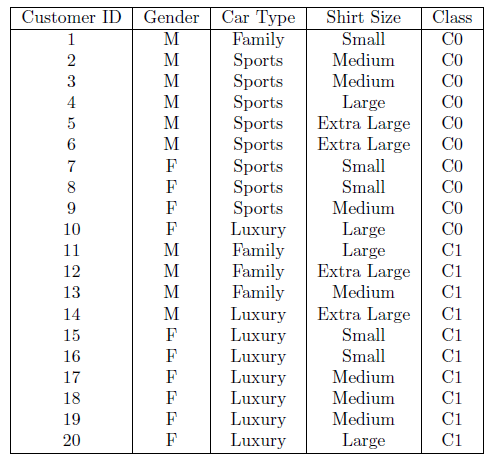 Customer ID Gender Car Type Shirt Size Class
1 M Family Small C0
2 M Sports Medium C0
3 M Sports Medium C0
4 M Sports Large C0
5 M Sports Extra Large C0
6 M Sports Extra Large C0
7 F Sports Small C0
8 F Sports Small C0
9 F Sports Medium C0
10 F Luxury Large C0
11 M Family Large C1
12 M Family Extra Large C1
13 M Family Medium C1
14 M Luxury Extra Large C1
15 F Luxury Small C1
16 F Luxury Small C1
17 F Luxury Medium C1
18 F Luxury Medium C1
19 F Luxury Medium C1
20 F Luxury Large C1